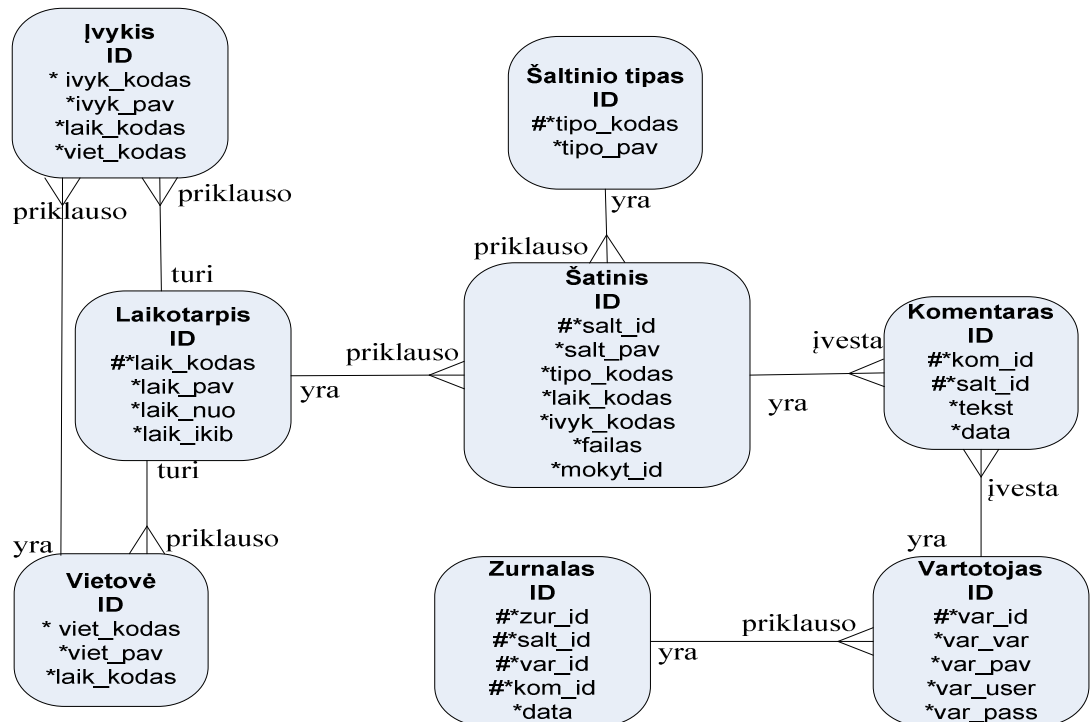 Įvykis
ID
* ivyk_kodas
*ivyk_pav
*laik_kodas
*viet_kodas
Šaltinio tipas
ID
#*tipo_kodas
*tipo_pav
priklauso
priklauso
yra
priklauso
turi
Laikotarpis
ID
#*laik_kodas
*laik_pav
*laik_nuo
*laik_ikib
turi
priklauso
yra
Šatinis
ID
#*salt_id
*salt_pav
*tipo_kodas
*laik_kodas
*ivyk_kodas
*failas
*mokyt_id
įvesta
yra
Komentaras
ID
#*kom_id
#*salt_id
*tekst
*data
įvesta
yra
priklauso
yra
Vietovė
ID
* viet_kodas
*viet_pav
*laik_kodas
Zurnalas
ID
#*zur_id
#*salt_id
#*var_id
#*kom_id
*data
priklauso
yra
Vartotojas
ID
#*var_id
*var_var
*var_pav
*var_user
*var_pass